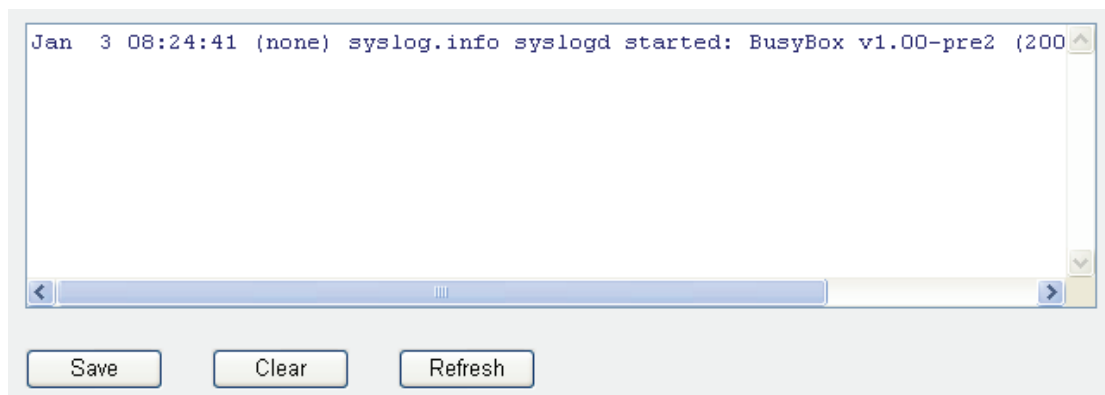 Jan  3 08:24:41 (none) syslog.info syslogd started: BusyBox v1.00-pre2 (200
Save
Clear
Refresh